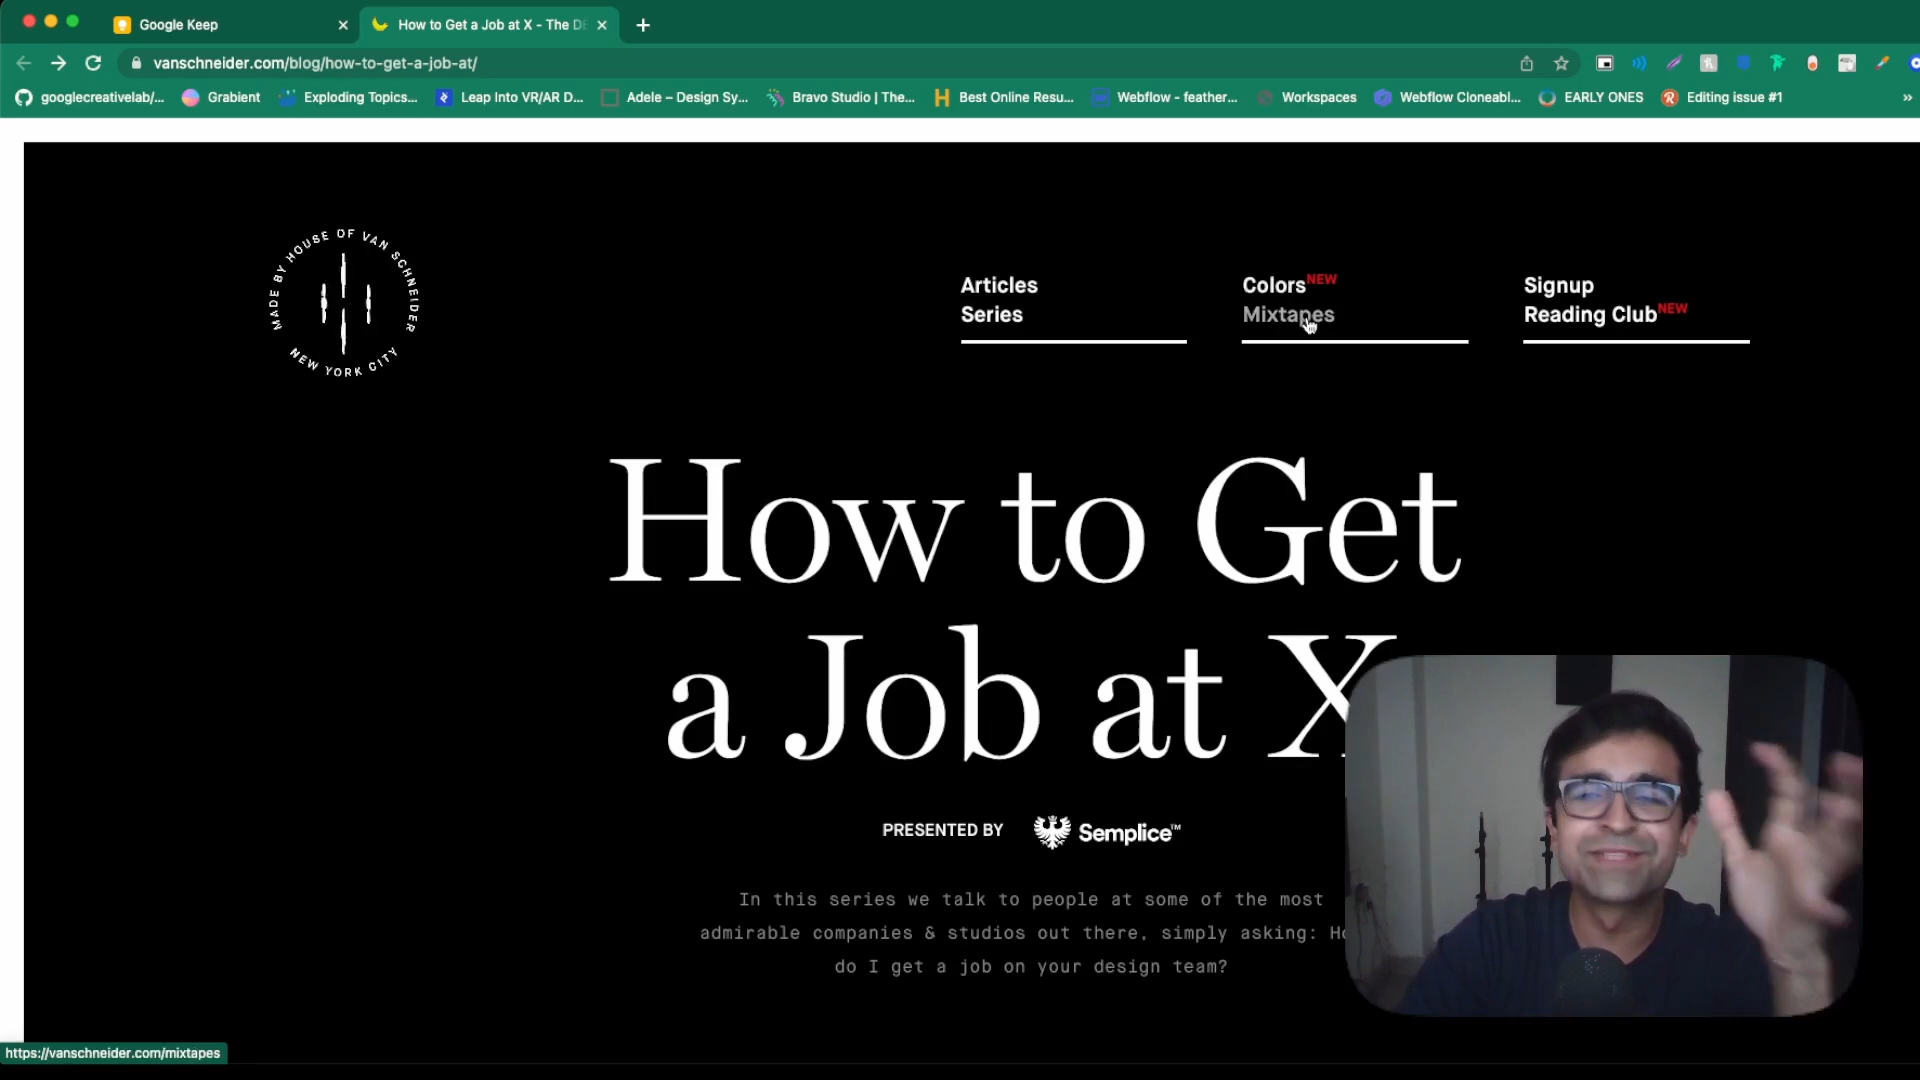 Google Keep
How to Get a Job at X - The DE
vanschneider.com/blog/how-to-get-a-job-at/
googlecreativelab/...
Grabient
Exploding Topics...
Leap Into VR/AR D...
Adele – Design Sy...
Bravo Studio | The...
Best Online Resu...
Webflow - feather...
Workspaces
Webflow Cloneabl...
EARLY ONES
Editing issue #1
»
MADE BY HOUSE OF VAN SCHNEIDER
NEW YORK CITY
Articles
Series
Colors NEW
Mixtapes
Signup
Reading Club NEW
How to Get
a Job at X
PRESENTED BY Semplice™
In this series we talk to people at some of the most
admirable companies & studios out there, simply asking:
do I get a job on your design team?
https://vanschneider.com/mixtapes